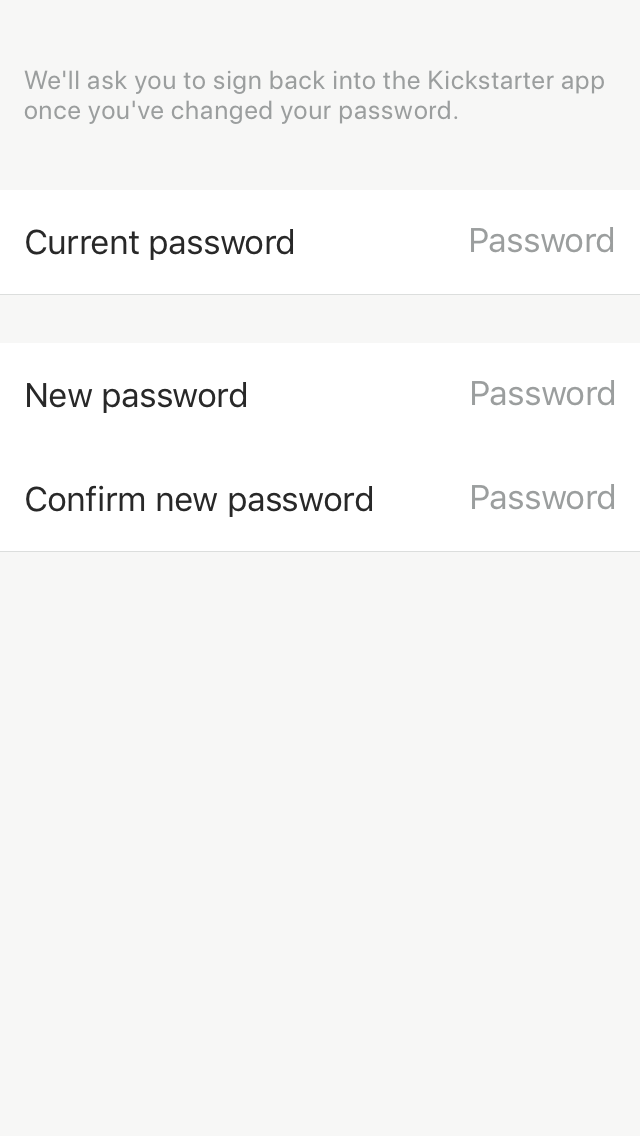 We'll ask you to sign back into the Kickstarter app
once you've changed your password.
Current password Password
New password Password
Confirm new password Password